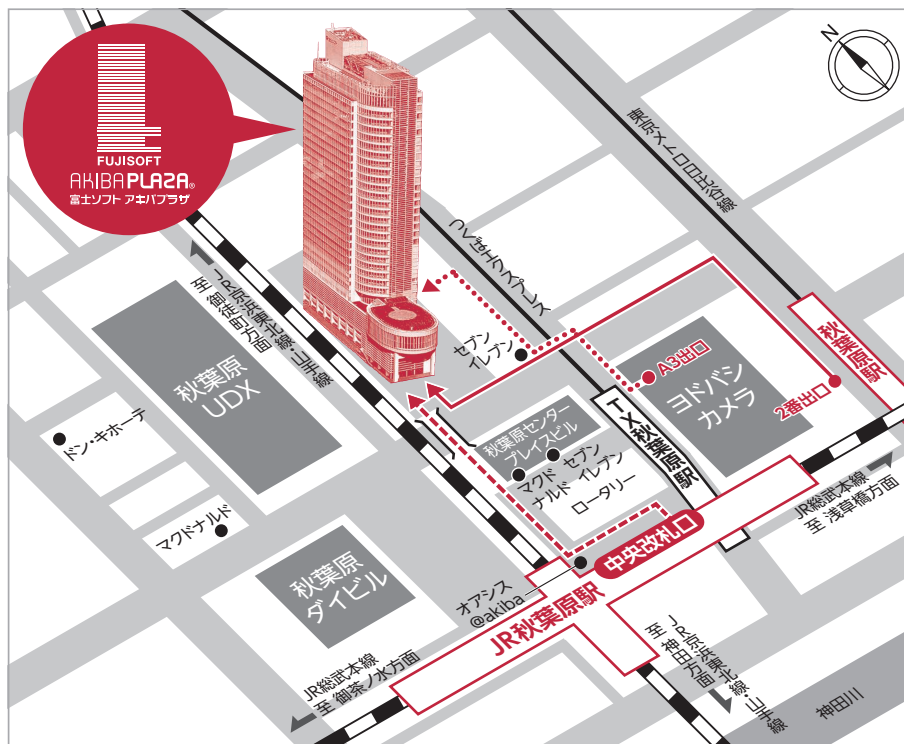 FUJISOFT
AKIBA PLAZA®
富士ソフト アキバプラザ
N
東京メトロ日比谷線
つくばエクスプレス
JR京浜東北線・山手線
至 御徒町方面
秋葉原
UDX
ドン・キホーテ
マクドナルド
秋葉原
ダイビル
セブン
イレブン
A3出口
ヨドバシ
カメラ
2番出口
秋葉原駅
TX秋葉原駅
秋葉原センター
プレイスビル
マクド
ナルド
セブン
イレブン
ロータリー
中央改札口
オアシス
@akiba
JR秋葉原駅
JR総武本線
至 浅草橋方面
JR総武本線
至 御茶ノ水方面
JR京浜東北線・山手線
至 神田方面
神田川